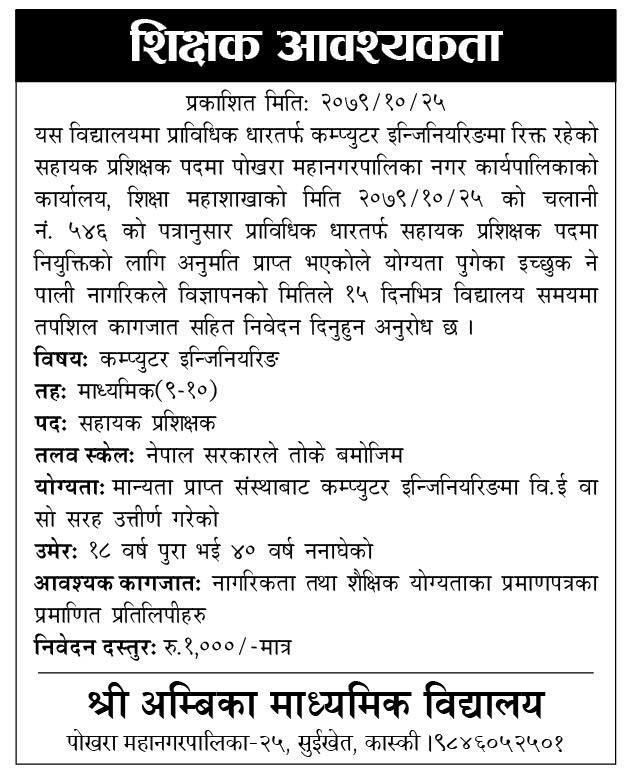 शिक्षक आवश्यकता
प्रकाशित मितिः २०७९/१०/२५
यस विद्यालयमा प्राविधिक धारतर्फ कम्प्युटर इन्जिनियरिङमा रिक्त रहेको
सहायक प्रशिक्षक पदमा पोखरा महानगरपालिका नगर कार्यपालिकाको
कार्यालय, शिक्षा महाशाखाको मिति २०७९/१०/२५ को चलानी
नं. ५४६ को पत्रानुसार प्राविधिक धारतर्फ सहायक प्रशिक्षक पदमा
नियुक्तिको लागि अनुमति प्राप्त भएकोले योग्यता पुगेका इच्छुक ने
पाली नागरिकले विज्ञापनको मितिले १५ दिनभित्र विद्यालय समयमा
तपशिल कागजात सहित निवेदन दिनुहुन अनुरोध छ ।
विषयः कम्प्युटर इन्जिनियरिङ
तहः माध्यमिक(९-१०)
पदः सहायक प्रशिक्षक
तलव स्केलः नेपाल सरकारले तोके बमोजिम
योग्यताः मान्यता प्राप्त संस्थाबाट कम्प्युटर इन्जिनियरिङमा वि.ई वा
सो सरह उत्तीर्ण गरेको
उमेरः १८ वर्ष पुरा भई ४० वर्ष ननाघेको
आवश्यक कागजातः नागरिकता तथा शैक्षिक योग्यताका प्रमाणपत्रका
प्रमाणित प्रतिलिपीहरु
निवेदन दस्तुरः रु.१,०००/-मात्र
श्री अम्बिका माध्यमिक विद्यालय
पोखरा महानगरपालिका-२५, सुईखेत, कास्की ।९८४६०५२५०१